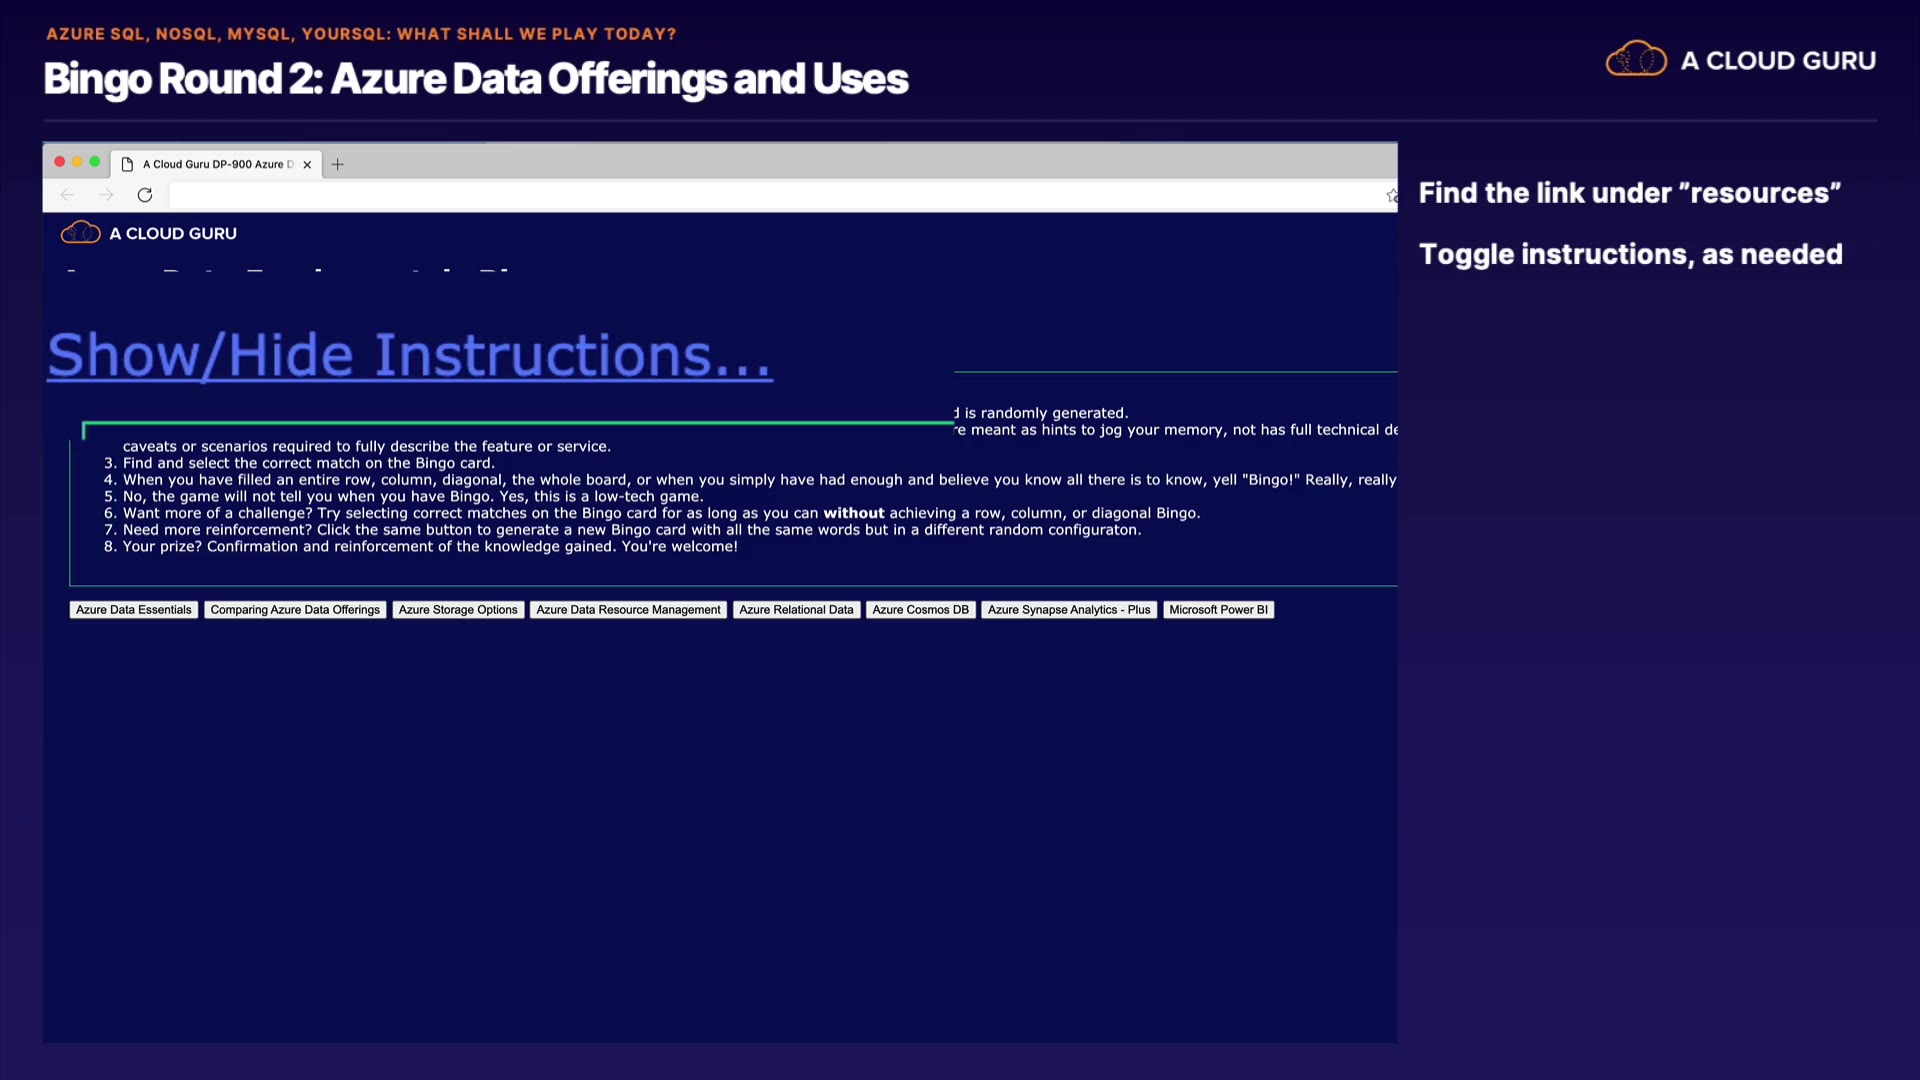 AZURE SQL, NOSQL, MYSQL, YOURSQL: WHAT SHALL WE PLAY TODAY?
Bingo Round 2: Azure Data Offerings and Uses
A CLOUD GURU
A Cloud Guru DP-900 Azure D
A CLOUD GURU
Show/Hide Instructions...
is randomly generated.
meant as hints to jog your memory, not has full technical
caveats or scenarios required to fully describe the feature or service.
3. Find and select the correct match on the Bingo card.
4. When you have filled an entire row, column, diagonal, the whole board, or when you simply have had enough and believe you know all there is to know, yell "Bingo!" Really, really
5. No, the game will not tell you when you have Bingo. Yes, this is a low-tech game.
6. Want more of a challenge? Try selecting correct matches on the Bingo card for as long as you can without achieving a row, column, or diagonal Bingo.
7. Need more reinforcement? Click the same button to generate a new Bingo card with all the same words but in a different random configuraton.
8. Your prize? Confirmation and reinforcement of the knowledge gained. You're welcome!
Azure Data Essentials Comparing Azure Data Offerings Azure Storage Options Azure Data Resource Management Azure Relational Data Azure Cosmos DB Azure Synapse Analytics - Plus Microsoft Power BI
Find the link under "resources"
Toggle instructions, as needed